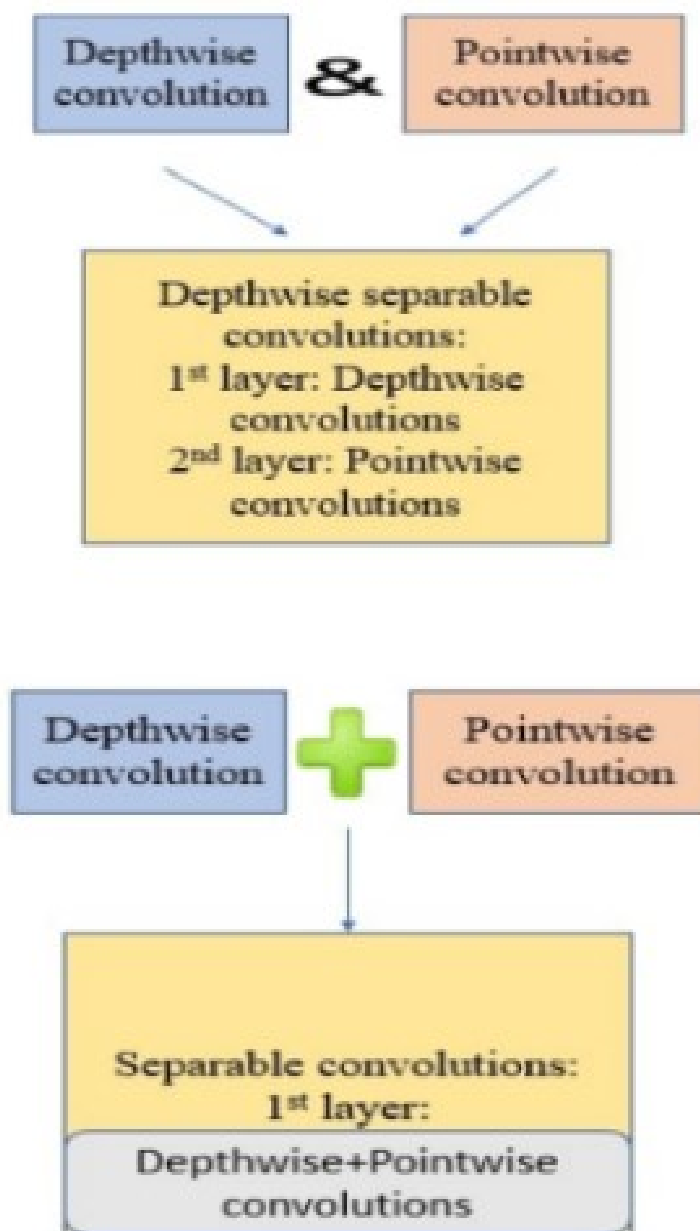 Depthwise
convolution
&
Pointwise
convolution
Depthwise separable
convolutions:
1st layer: Depthwise
convolutions
2nd layer: Pointwise
convolutions
Depthwise
convolution
Pointwise
convolution
Separable convolutions:
1st layer:
Depthwise+Pointwise
convolutions